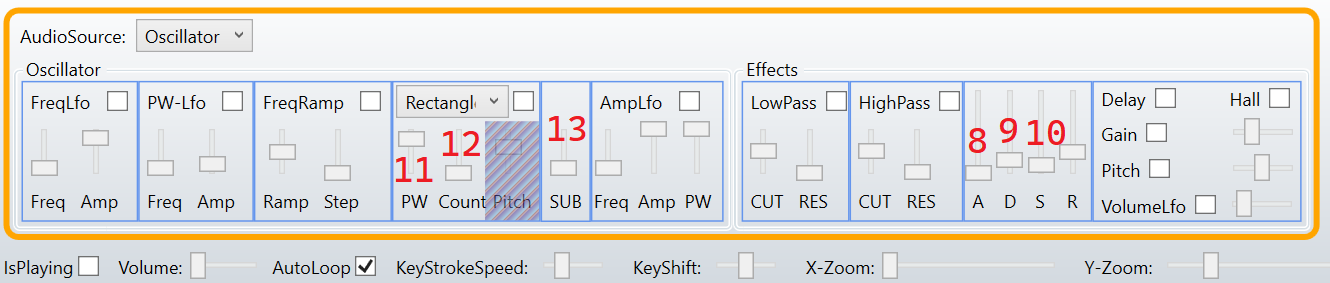 AudioSource: Oscillator
Oscillator
Effects
FreqLfo
PW-Lfo
FreqRamp
Rectangl
AmpLfo
LowPass
HighPass
Delay
Hall
Gain
Pitch
VolumeLfo
11
12
13
8
9
10
Freq Amp
Freq Amp
Ramp Step
PW Count Pitch
SUB
Freq Amp PW
CUT RES
CUT RES
A D S R
IsPlaying Volume: AutoLoop KeyStrokeSpeed: KeyShift: X-Zoom: Y-Zoom: